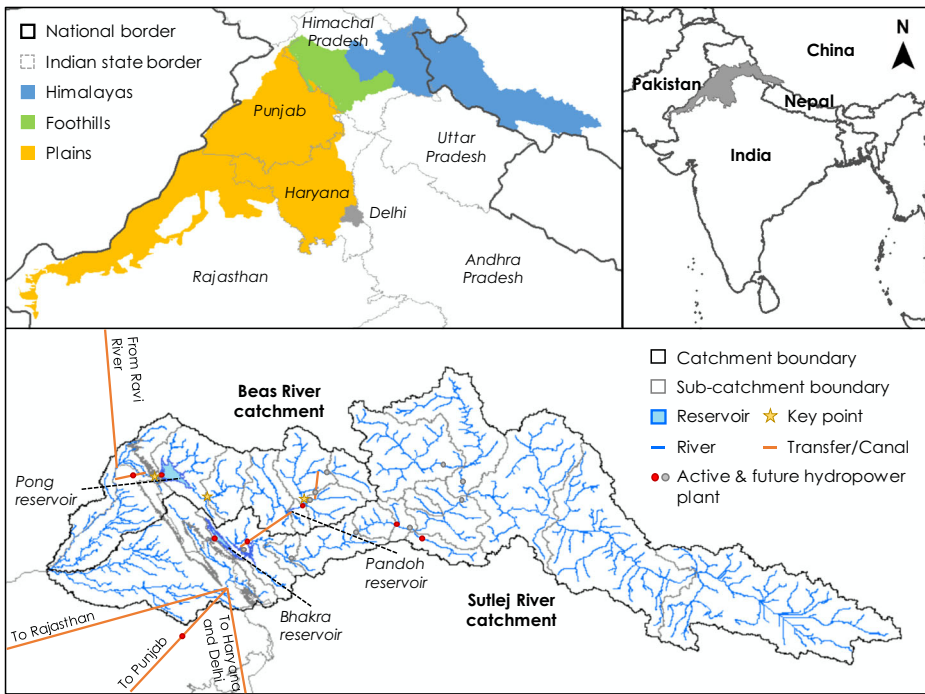 National border
Indian state border
Himalayas
Foothills
Plains
Himachal
Pradesh
Punjab
Haryana
Delhi
Uttar
Pradesh
Rajasthan
Andhra
Pradesh
N
China
Pakistan
Nepal
India
From Ravi
River
Beas River
catchment
Pong
reservoir
Catchment boundary
Sub-catchment boundary
Reservoir
Key point
River
Transfer/Canal
Active & future hydropower
plant
Pandoh
reservoir
Sutlej River
catchment
Bhakra
reservoir
To Rajasthan
To Punjab
To Haryana
and Delhi